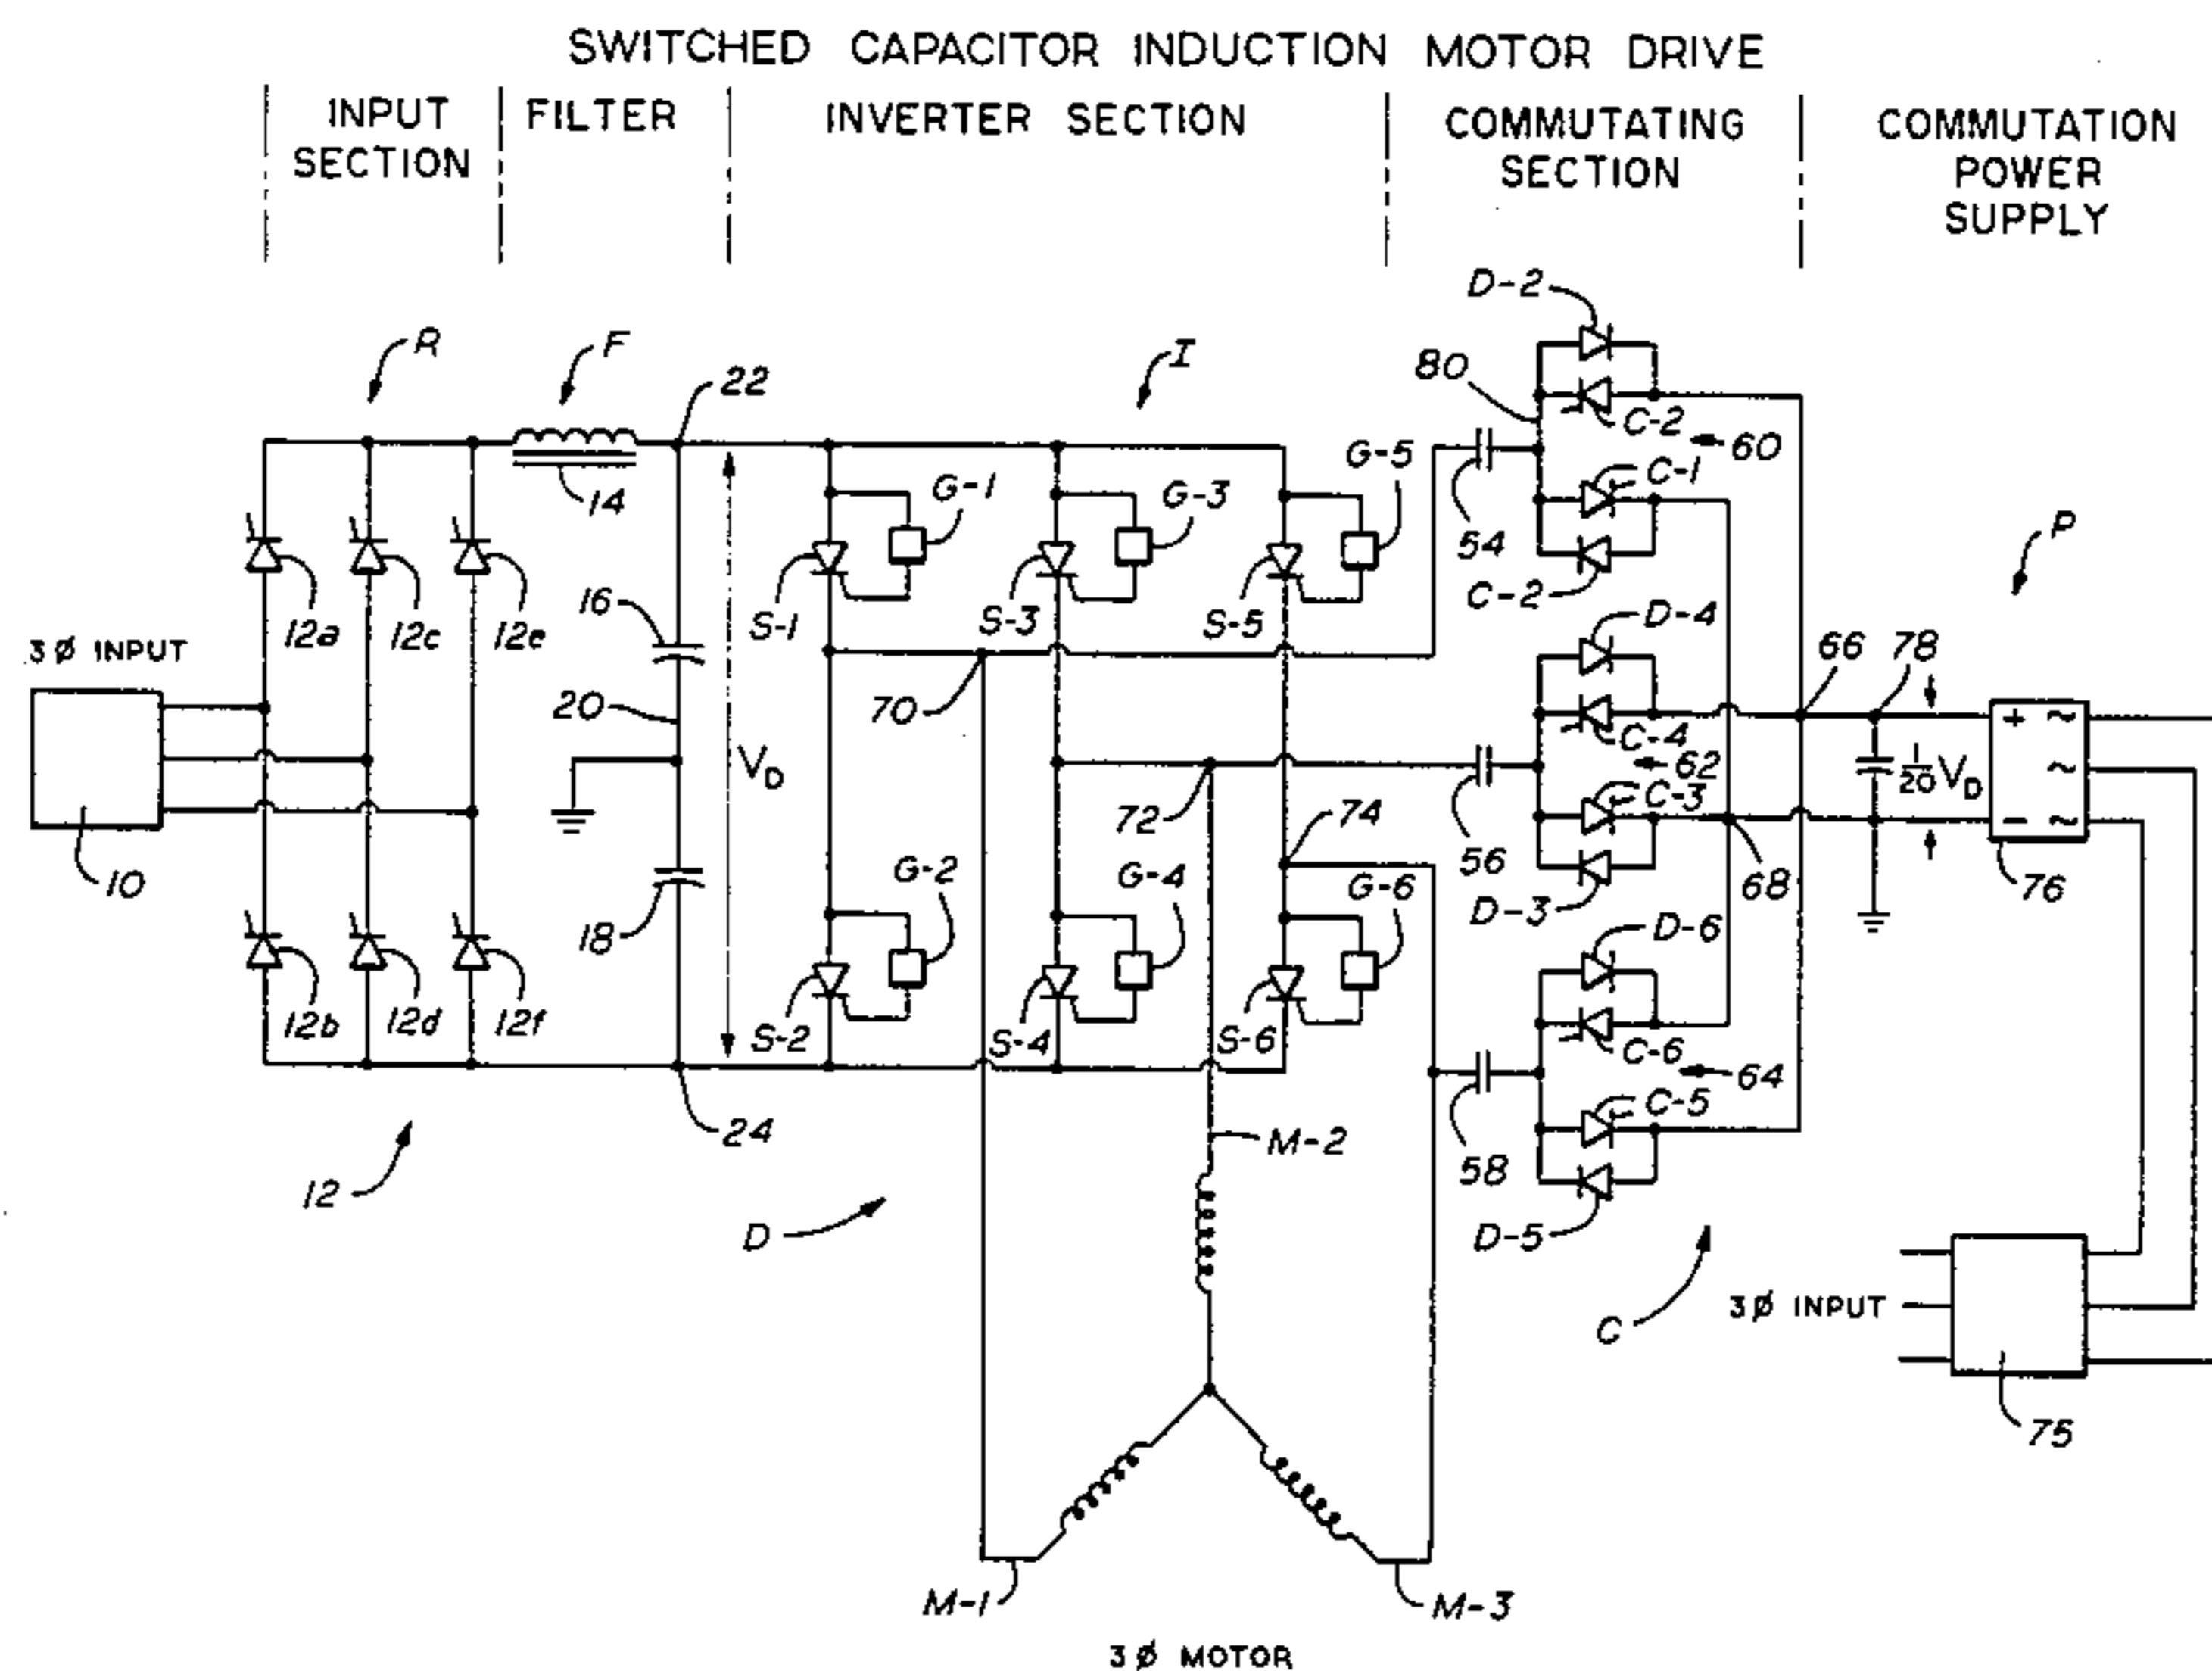 SWITCHED CAPACITOR INDUCTION MOTOR DRIVE
INPUT
SECTION
FILTER
INVERTER SECTION
COMMUTATING
SECTION
COMMUTATION
POWER
SUPPLY
D-2
R
F
22
I
80
C-2
60
G-5
C-1
14
G-1
G-3
54
P
12a
12c
12e
16
S-1
S-3
S-5
C-2
D-4
3Ø INPUT
66
78
20
70
C-4
+ ~
VD
62
1/20 VD
~
C-3
72
74
56
- ~
10
G-2
G-4
G-6
D-3
68
76
18
D-6
12b
12d
12f
S-2
S-4
S-6
C-6
64
C-5
24
M-2
58
12
D
D-5
3Ø INPUT
C
75
M-1
M-3
3Ø MOTOR